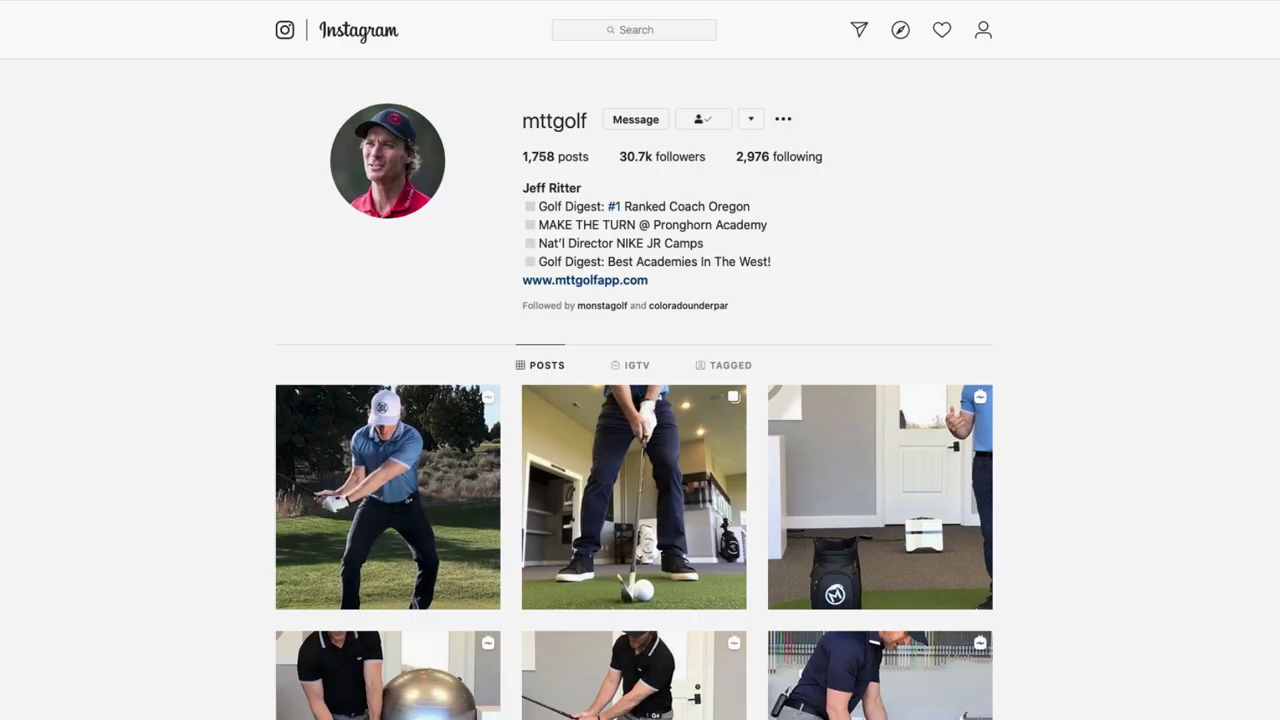 Instagram
Search
mttgolf Message
1,758 posts 30.7k followers 2,976 following
Jeff Ritter
Golf Digest: #1 Ranked Coach Oregon
MAKE THE TURN @ Pronghorn Academy
Nat'l Director NIKE JR Camps
Golf Digest: Best Academies In The West!
www.mttgolfapp.com
Followed by monstagolf and coloradounderpar
POSTS IGTV TAGGED
G4
M
G4